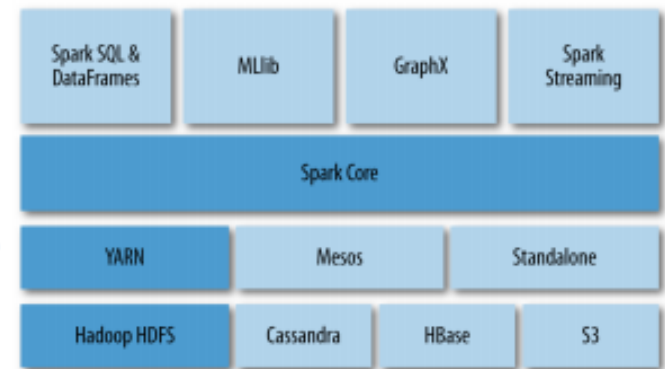 Spark SQL &
DataFrames
MLlib
GraphX
Spark
Streaming
Spark Core
YARN
Mesos
Standalone
Hadoop HDFS
Cassandra
HBase
S3